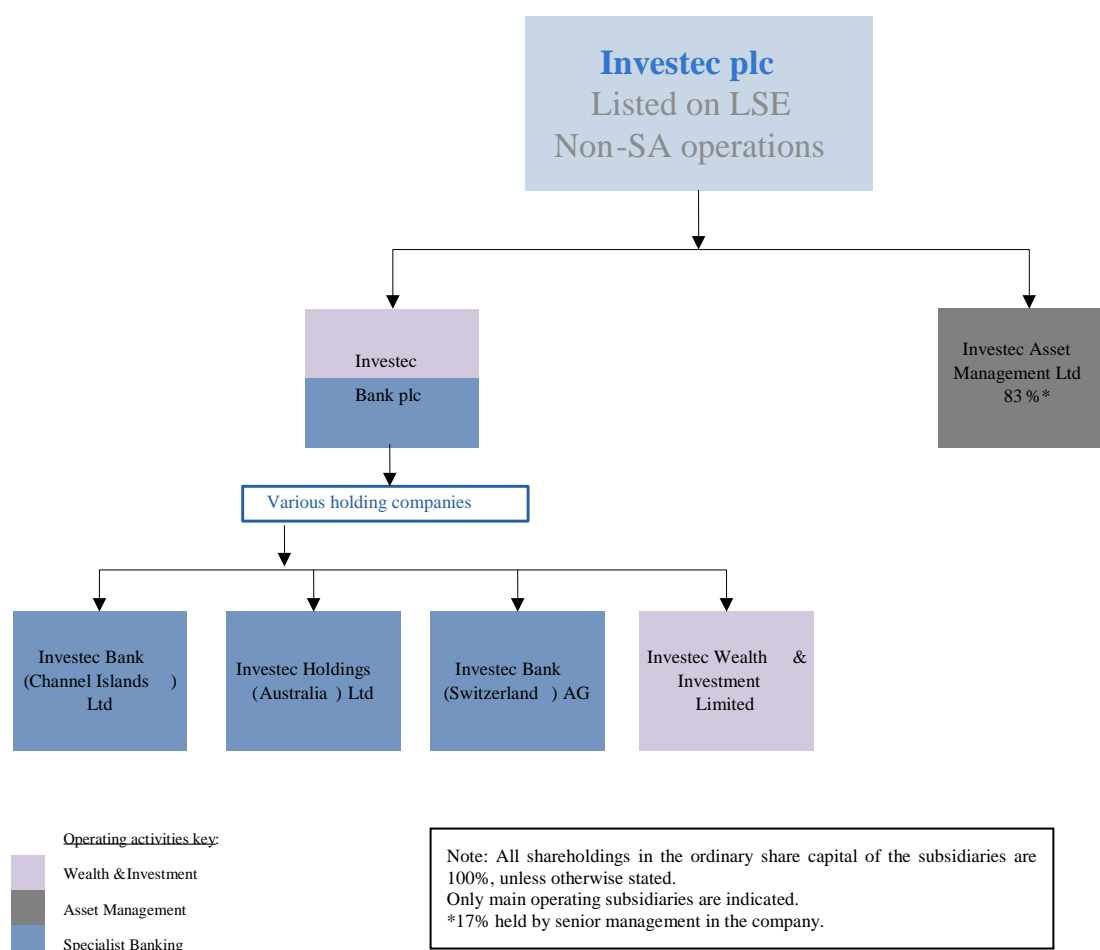 Investec plc
Listed on LSE
Non-SA operations
Investec
Bank plc
Investec Asset
Management Ltd
83 %*
Various holding companies
Investec Bank
(Channel Islands )
Ltd
Investec Holdings
(Australia ) Ltd
Investec Bank
(Switzerland ) AG
Investec Wealth &
Investment
Limited
Operating activities key:
Wealth &Investment
Asset Management
Specialist Banking
Note: All shareholdings in the ordinary share capital of the subsidiaries are
100%, unless otherwise stated.
Only main operating subsidiaries are indicated.
*17% held by senior management in the company.